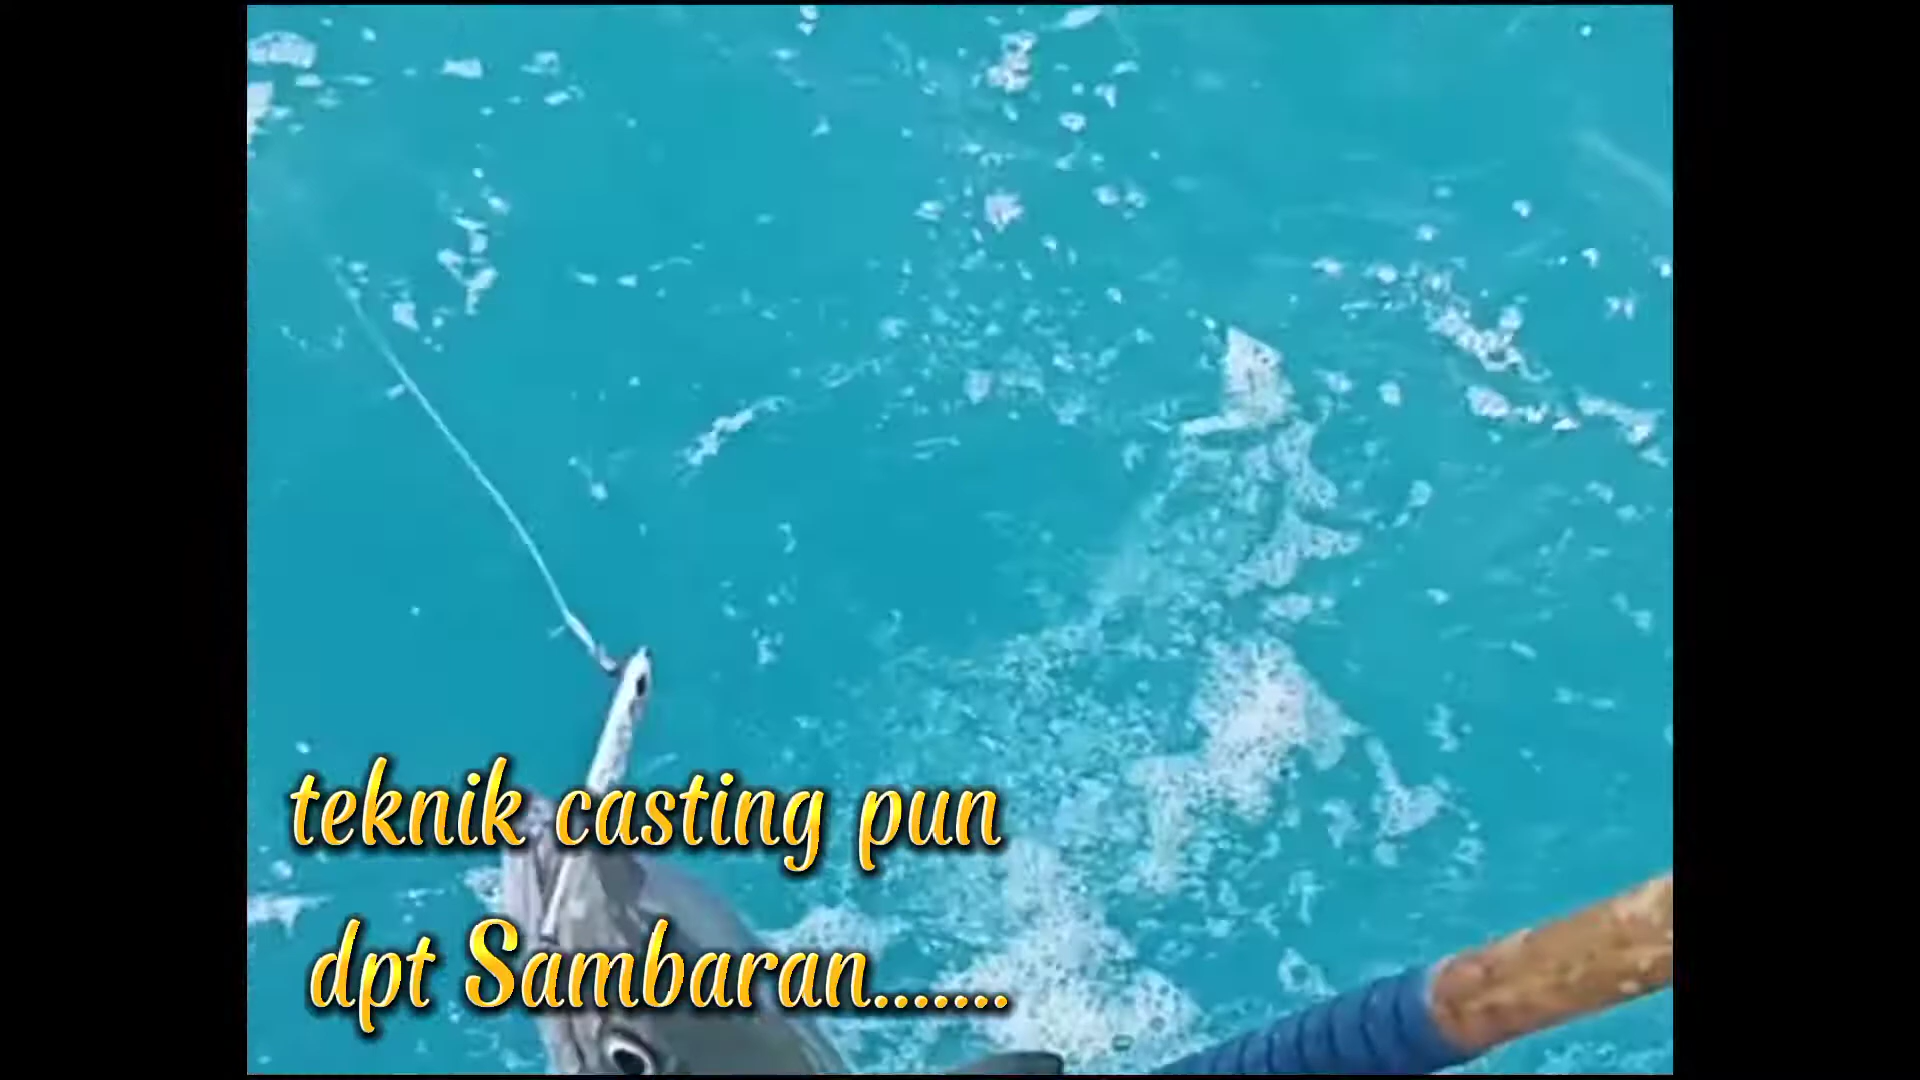 teknik casting pun
dpt Sambaran.......